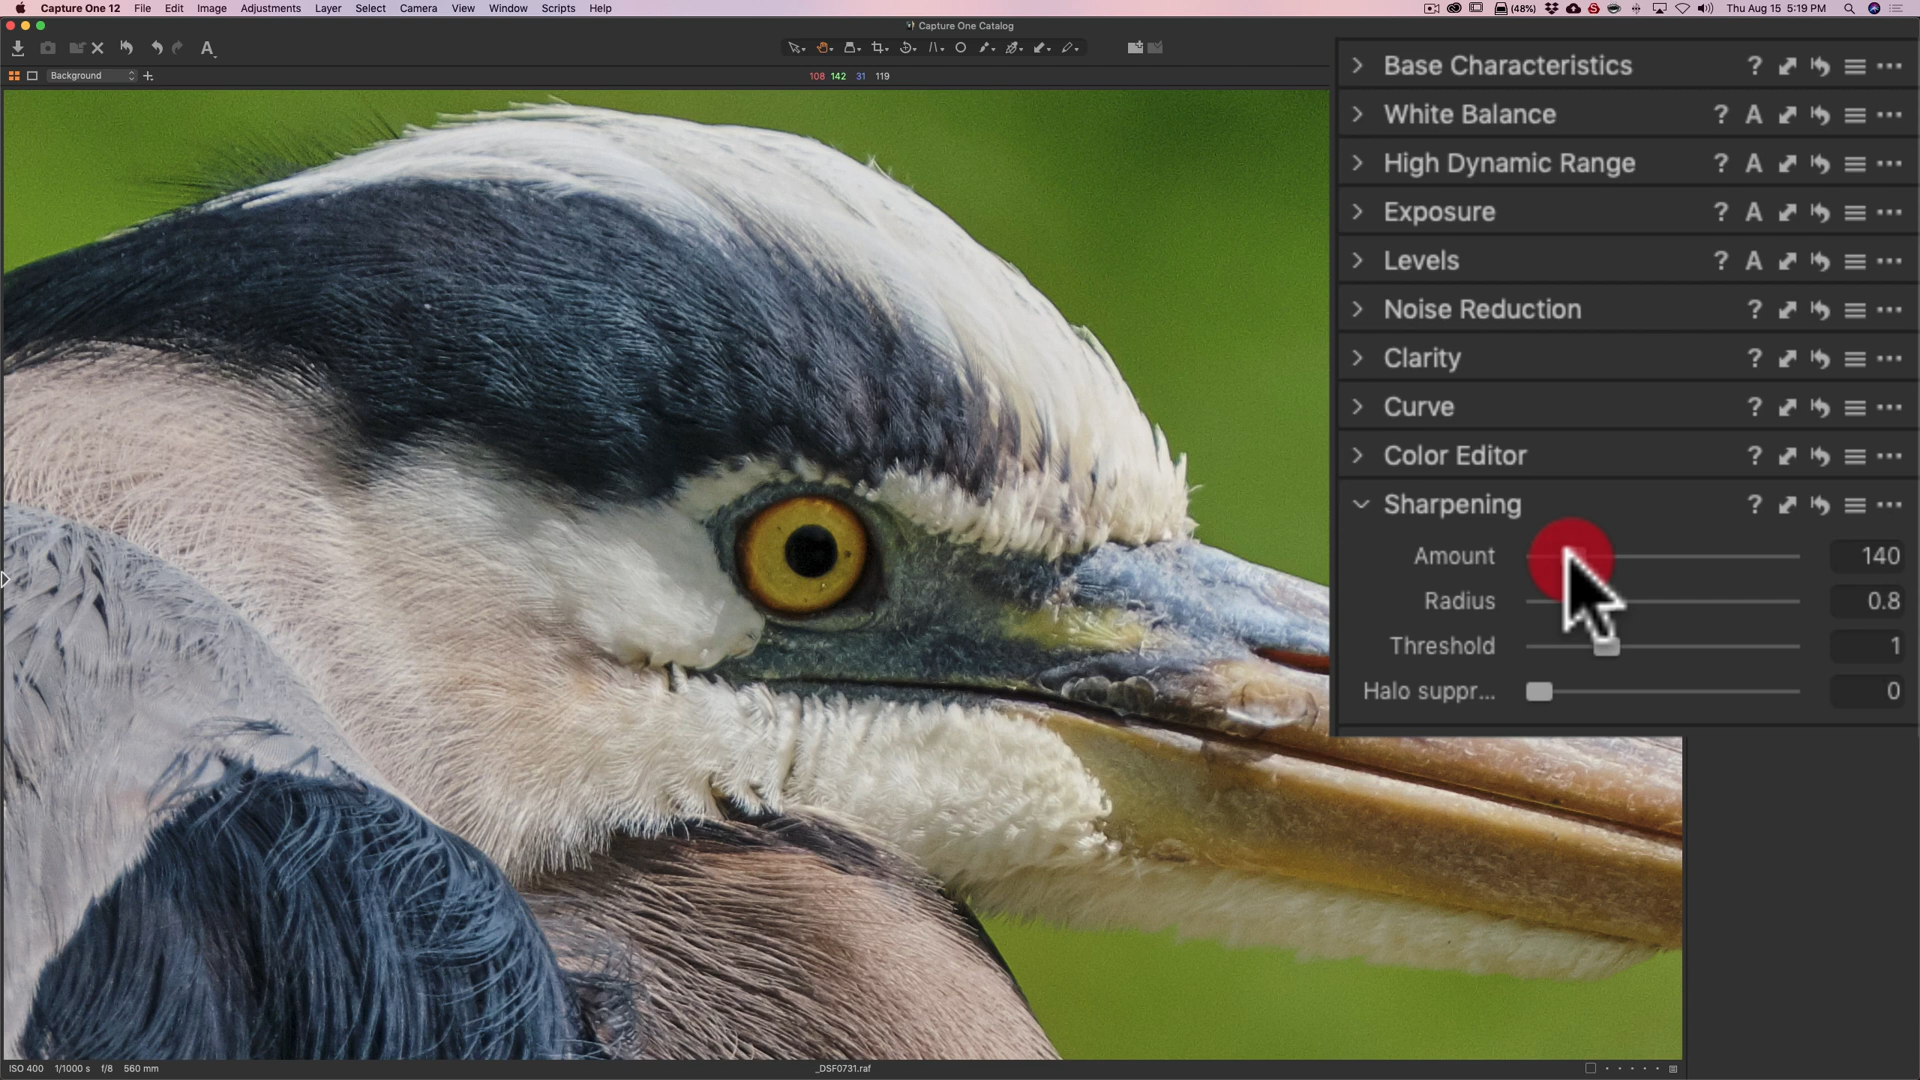 Capture One 12 File Edit Image Adjustments Layer Select Camera View Window Scripts Help (48%) Thu Aug 15 5:19 PM
Capture One Catalog
A
Background 108 142 31 119
Base Characteristics ?
White Balance ? A
High Dynamic Range ? A
Exposure ? A
Levels ? A
Noise Reduction ?
Clarity ?
Curve ?
Color Editor ?
Sharpening ?
Amount 140
Radius 0.8
Threshold 1
Halo suppr... 0
ISO 400 1/1000 s f/8 560 mm _DSF0731.raf